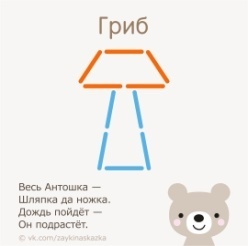 Гриб
Весь Антошка —
Шляпка да ножка.
Дождь пойдёт —
Он подрастёт.
© vk.com/zaykinaskazka